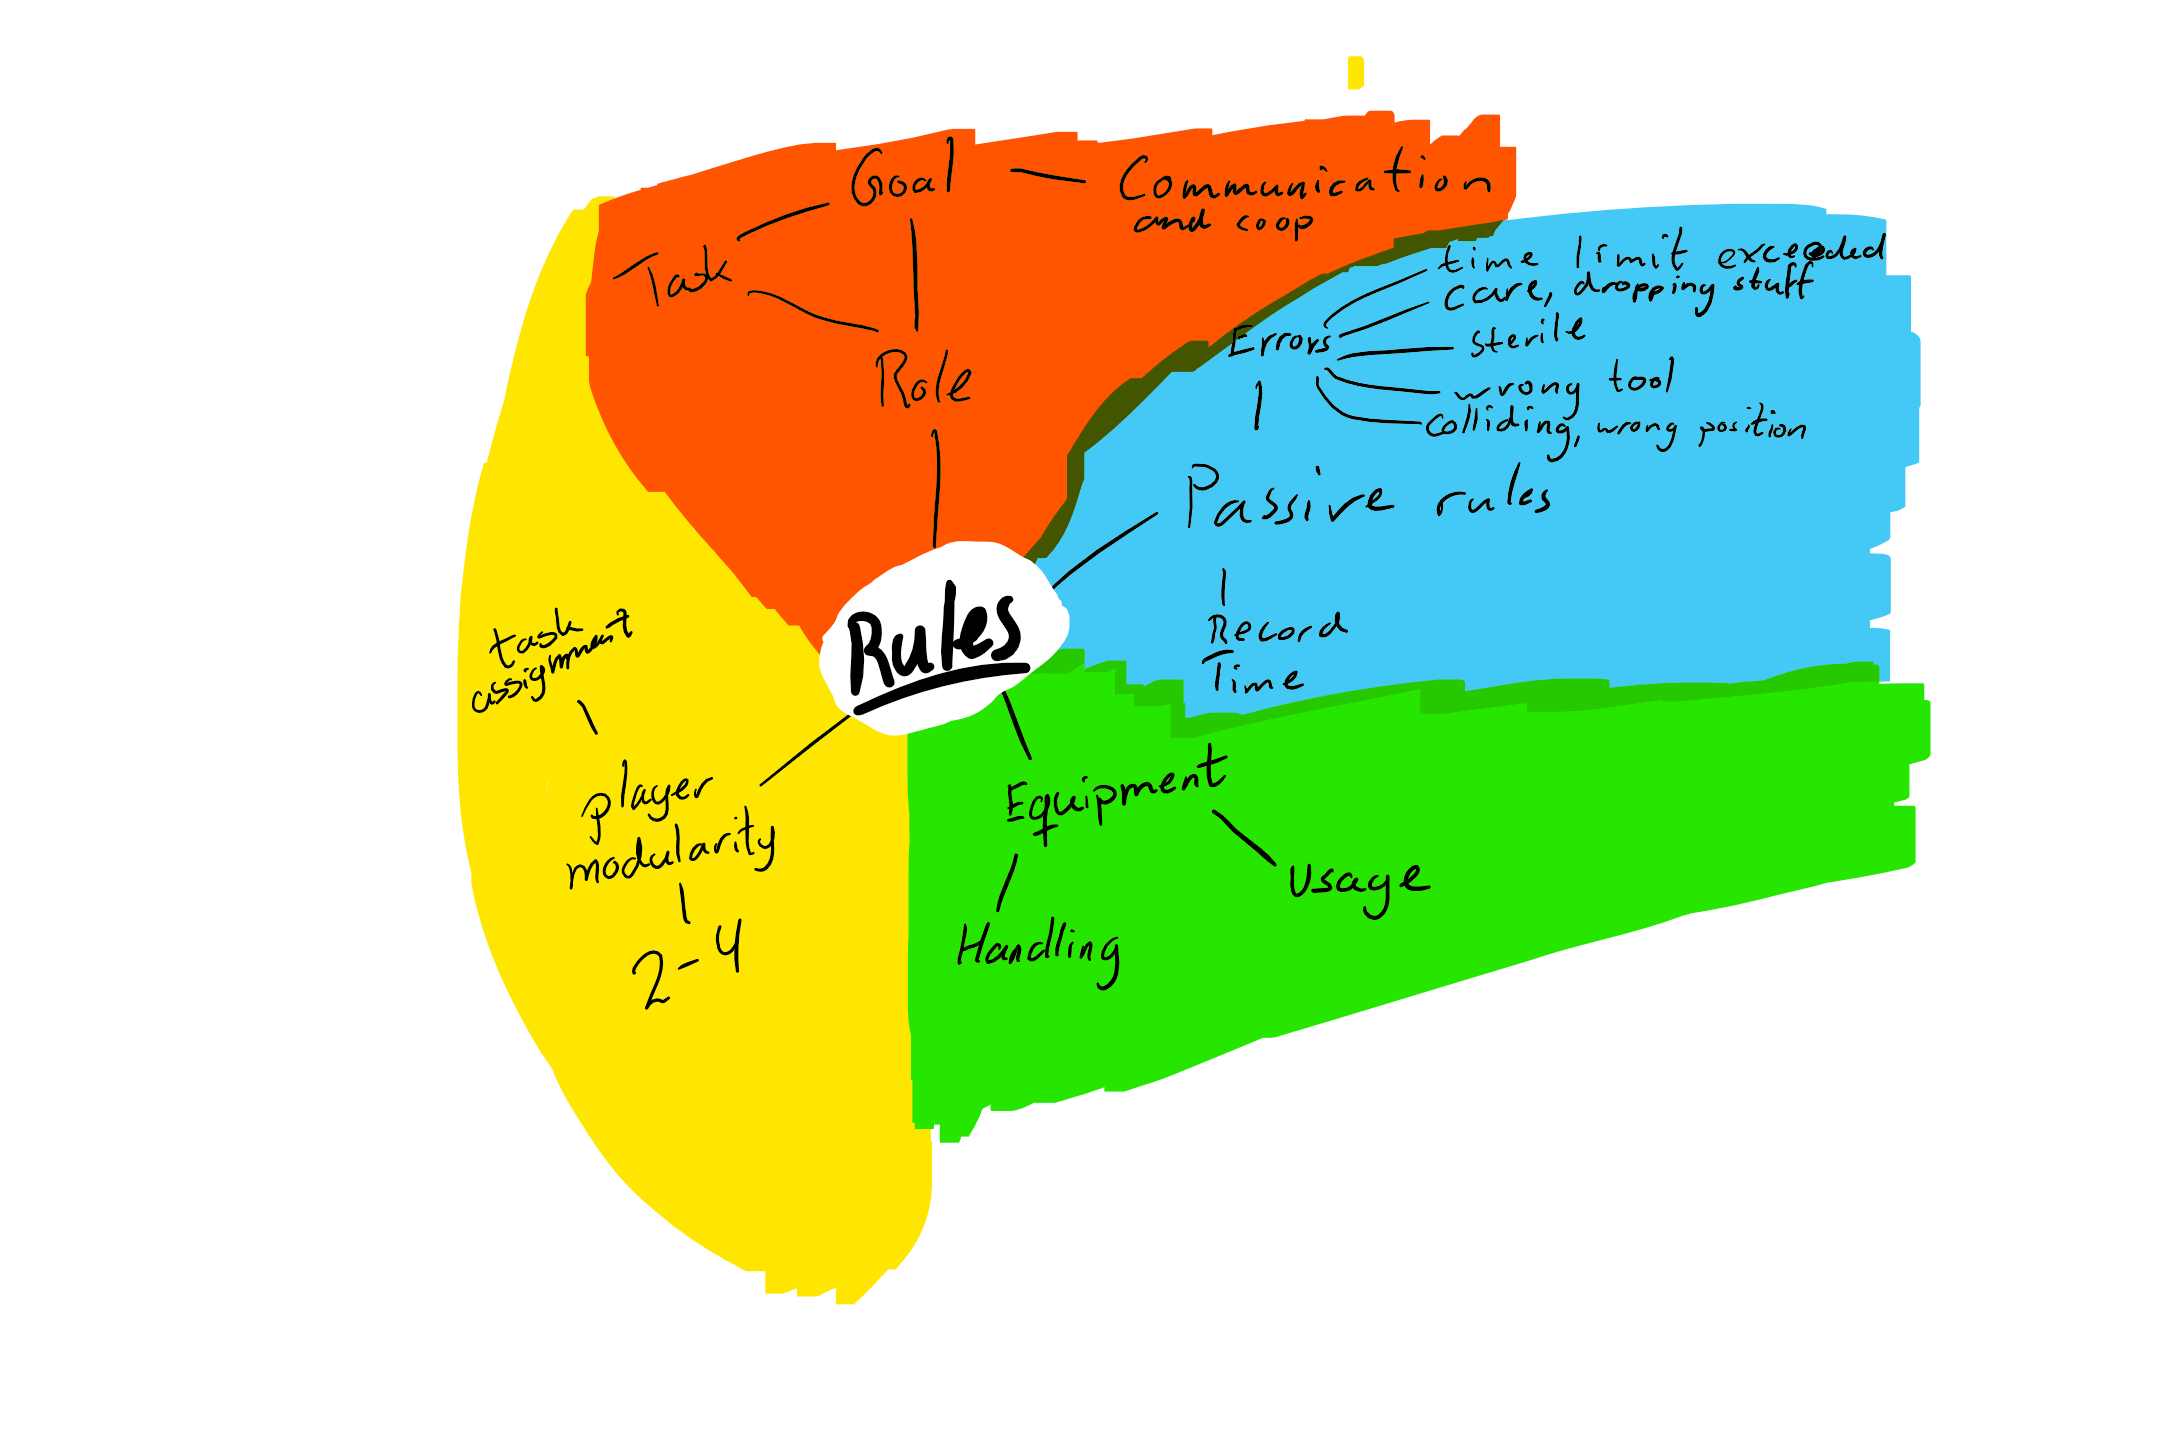 Goal
Communication
and coop
Task
Role
time limit exceeded
care, dropping stuff
Errors
sterile
wrong tool
colliding, wrong position
Passive rules
Record
Time
Rules
task
assignment
player
modularity
2-4
Equipment
Usage
Handling